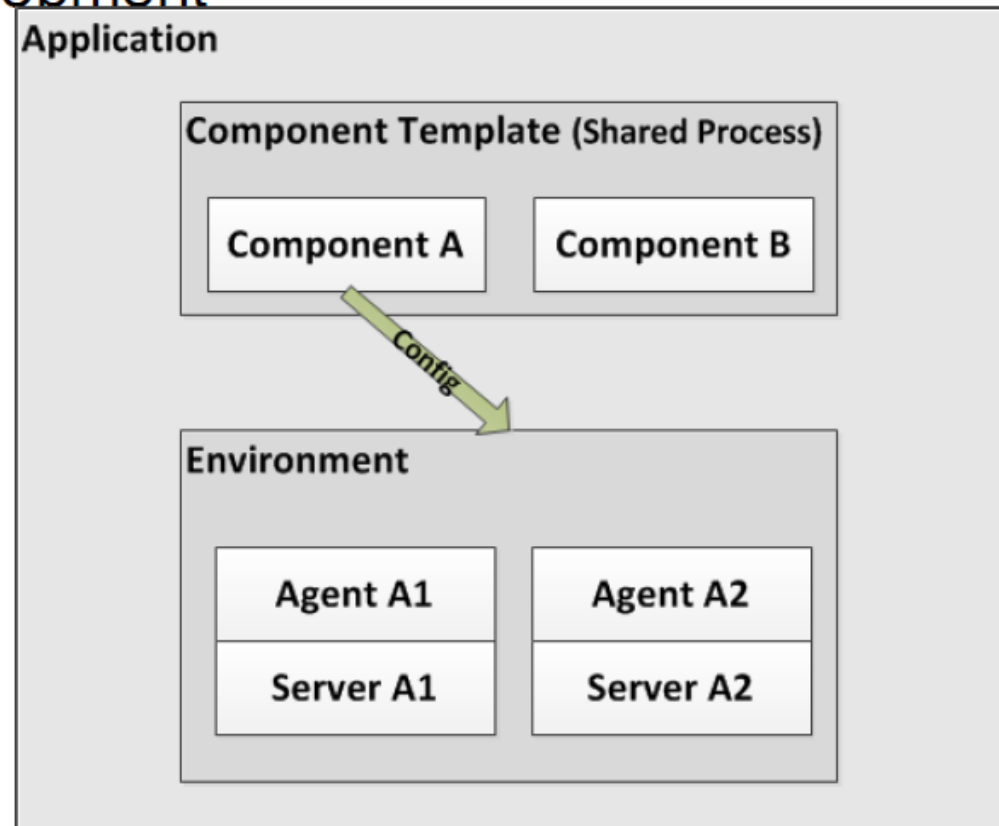 Application
Component Template (Shared Process)
Component A
Component B
Config
Environment
Agent A1
Agent A2
Server A1
Server A2